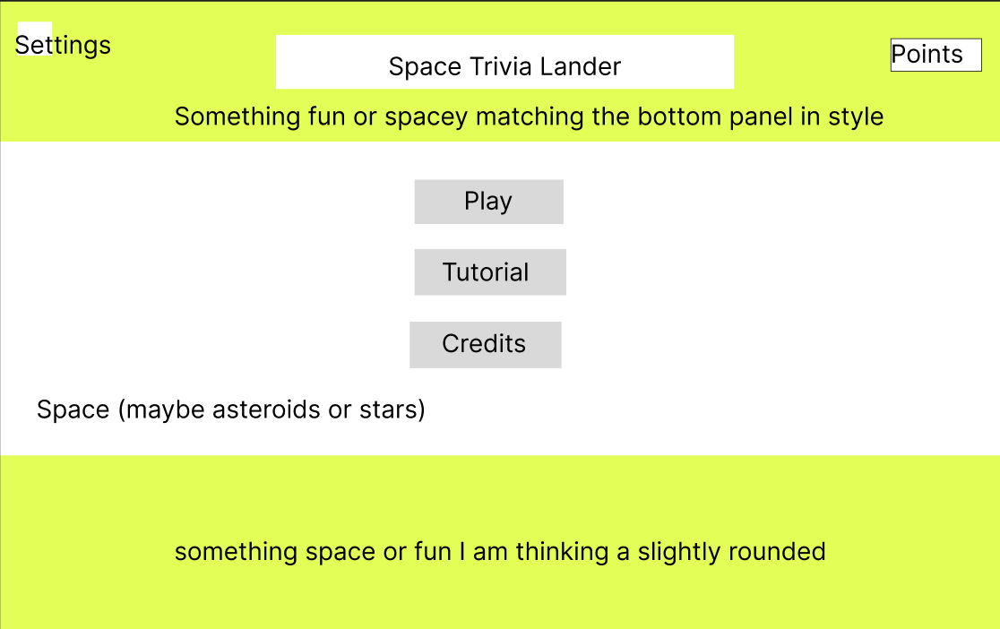 Settings
Space Trivia Lander
Points
Something fun or spacey matching the bottom panel in style
Play
Tutorial
Credits
Space (maybe asteroids or stars)
something space or fun I am thinking a slightly rounded